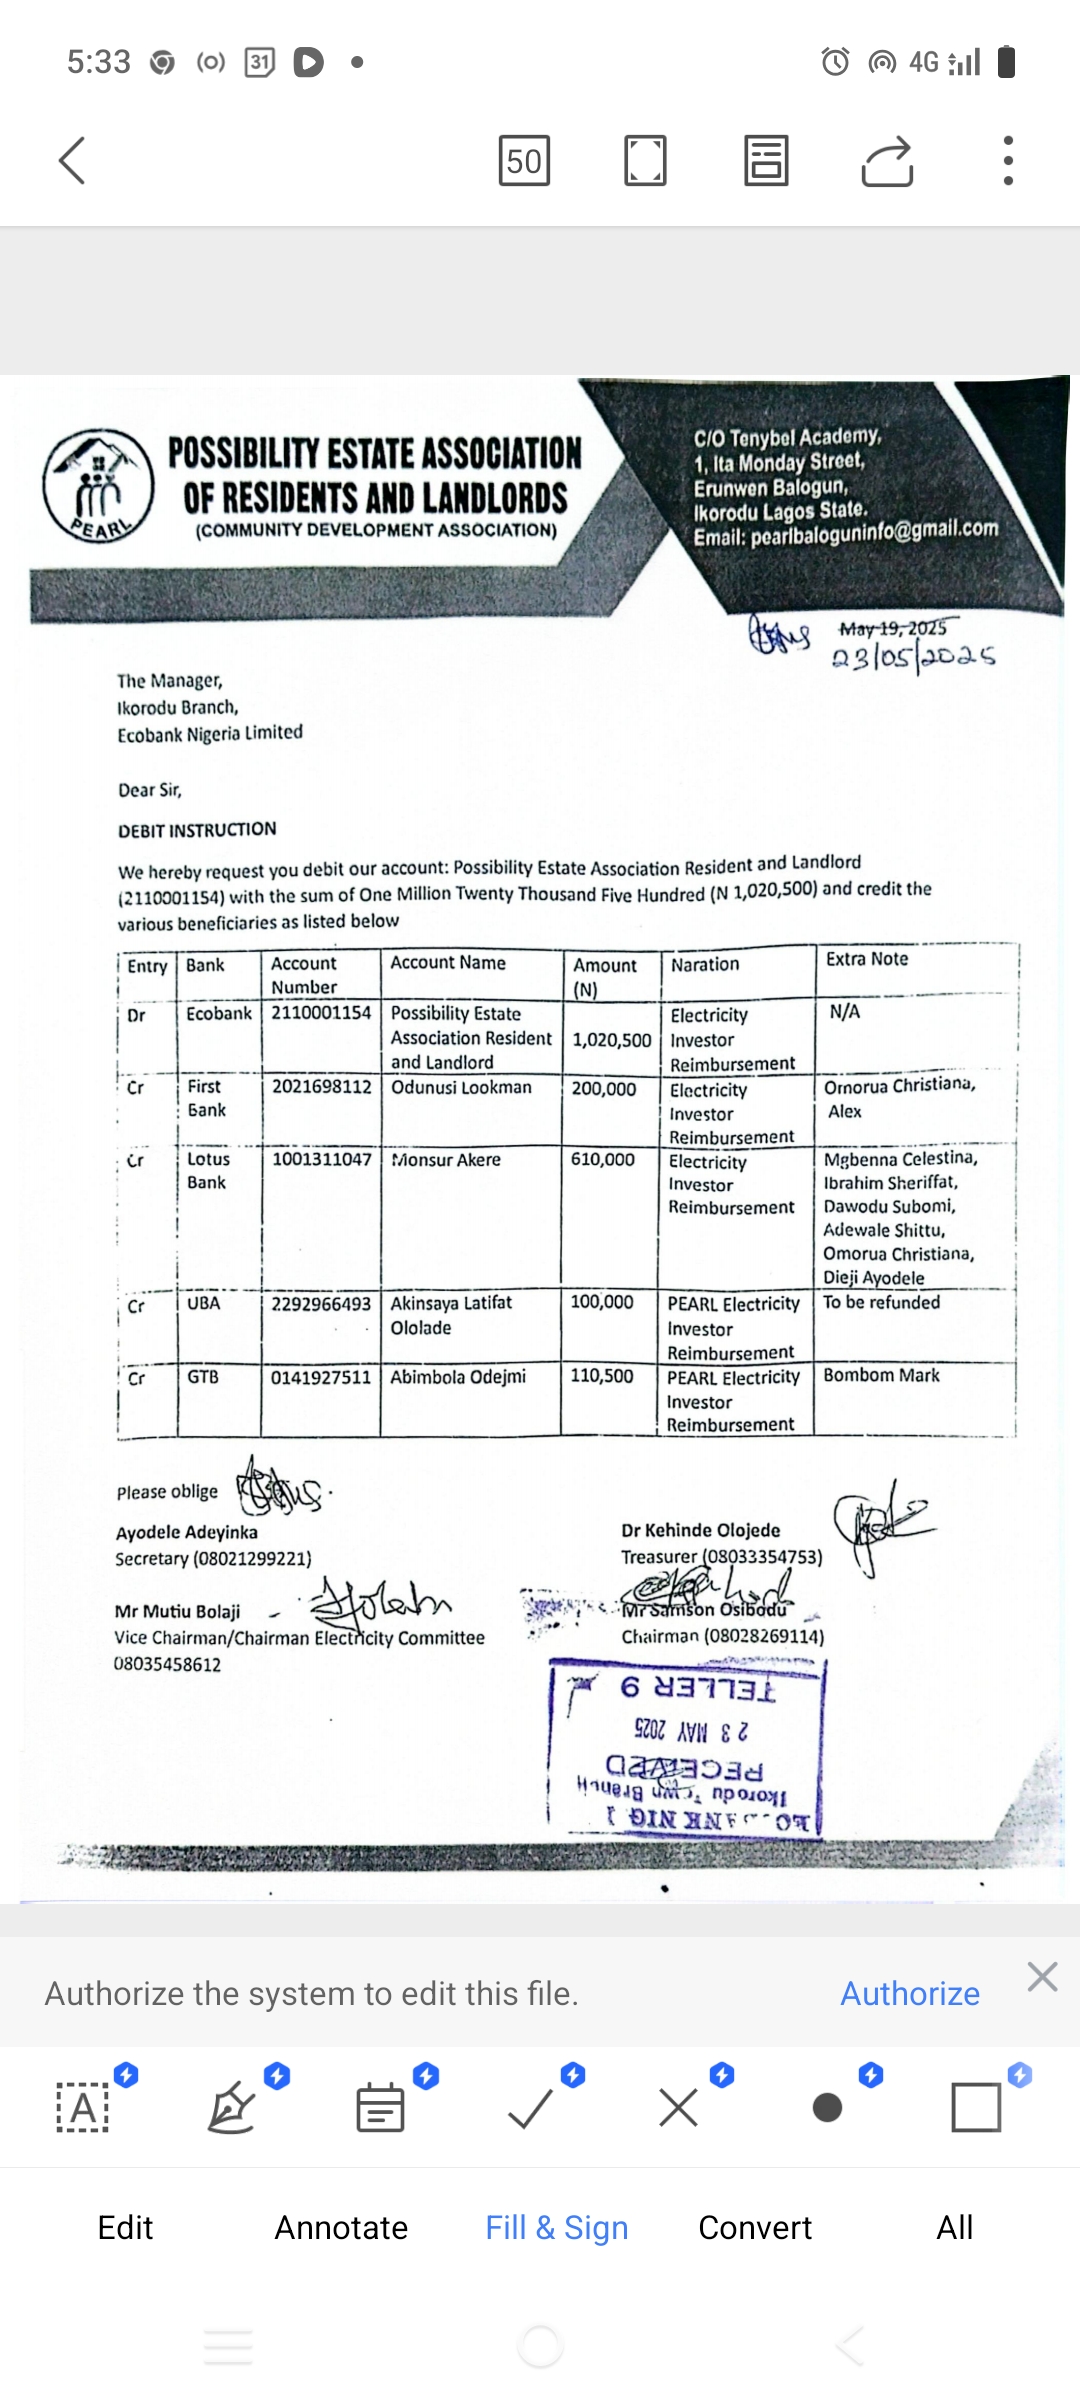 5:33
31
4G
50
PEARL
POSSIBILITY ESTATE ASSOCIATION
OF RESIDENTS AND LANDLORDS
(COMMUNITY DEVELOPMENT ASSOCIATION)
C/O Tenybel Academy,
1, Ita Monday Street,
Erunwen Balogun,
Ikorodu Lagos State.
Email: pearlbaloguninfo@gmail.com
May 19, 2025
23/05/2025
The Manager,
Ikorodu Branch,
Ecobank Nigeria Limited
Dear Sir,
DEBIT INSTRUCTION
We hereby request you debit our account: Possibility Estate Association Resident and Landlord
(2110001154) with the sum of One Million Twenty Thousand Five Hundred (N 1,020,500) and credit the
various beneficiaries as listed below
Entry Bank Account Number Account Name Amount (N) Naration Extra Note
Dr Ecobank 2110001154 Possibility Estate Association Resident and Landlord 1,020,500 Electricity Investor Reimbursement N/A
Cr First Bank 2021698112 Odunusi Lookman 200,000 Electricity Investor Reimbursement Omorua Christiana, Alex
Cr Lotus Bank 1001311047 Monsur Akere 610,000 Electricity Investor Reimbursement Mgbenna Celestina, Ibrahim Sheriffat, Dawodu Subomi, Adewale Shittu, Omorua Christiana, Dieji Ayodele
Cr UBA 2292966493 Akinsaya Latifat Ololade 100,000 PEARL Electricity Investor Reimbursement To be refunded
Cr GTB 0141927511 Abimbola Odejmi 110,500 PEARL Electricity Investor Reimbursement Bombom Mark
Please oblige
Ayodele Adeyinka
Secretary (08021299221)
Dr Kehinde Olojede
Treasurer (08033354753)
Mr Mutiu Bolaji
Vice Chairman/Chairman Electricity Committee
08035458612
Mr Samson Osibodu
Chairman (08028269114)
TELLER 9
23 MAY 2025
RECEIVED
Ikorodu Town Branch
Authorize the system to edit this file.
Authorize
A
Edit
Annotate
Fill & Sign
Convert
All